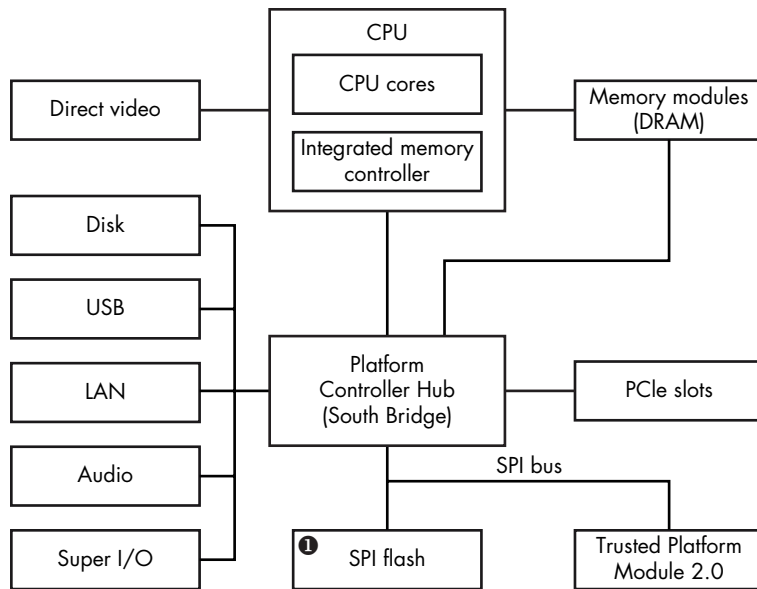 CPU
CPU cores
Direct video
Memory modules
(DRAM)
Integrated memory
controller
Disk
USB
Platform
Controller Hub
(South Bridge)
LAN
PCIe slots
Audio
SPI bus
❶
SPI flash
Super I/O
Trusted Platform
Module 2.0